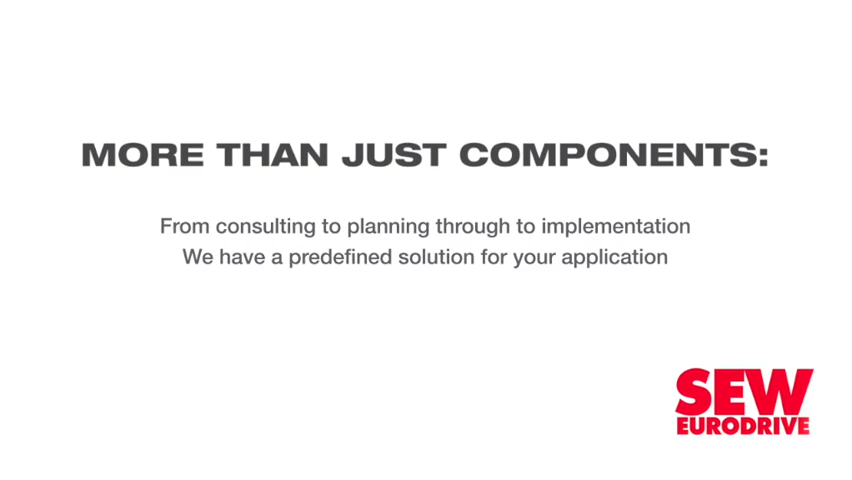 MORE THAN JUST COMPONENTS:
From consulting to planning through to implementation
We have a predefined solution for your application
SEW
EURODRIVE